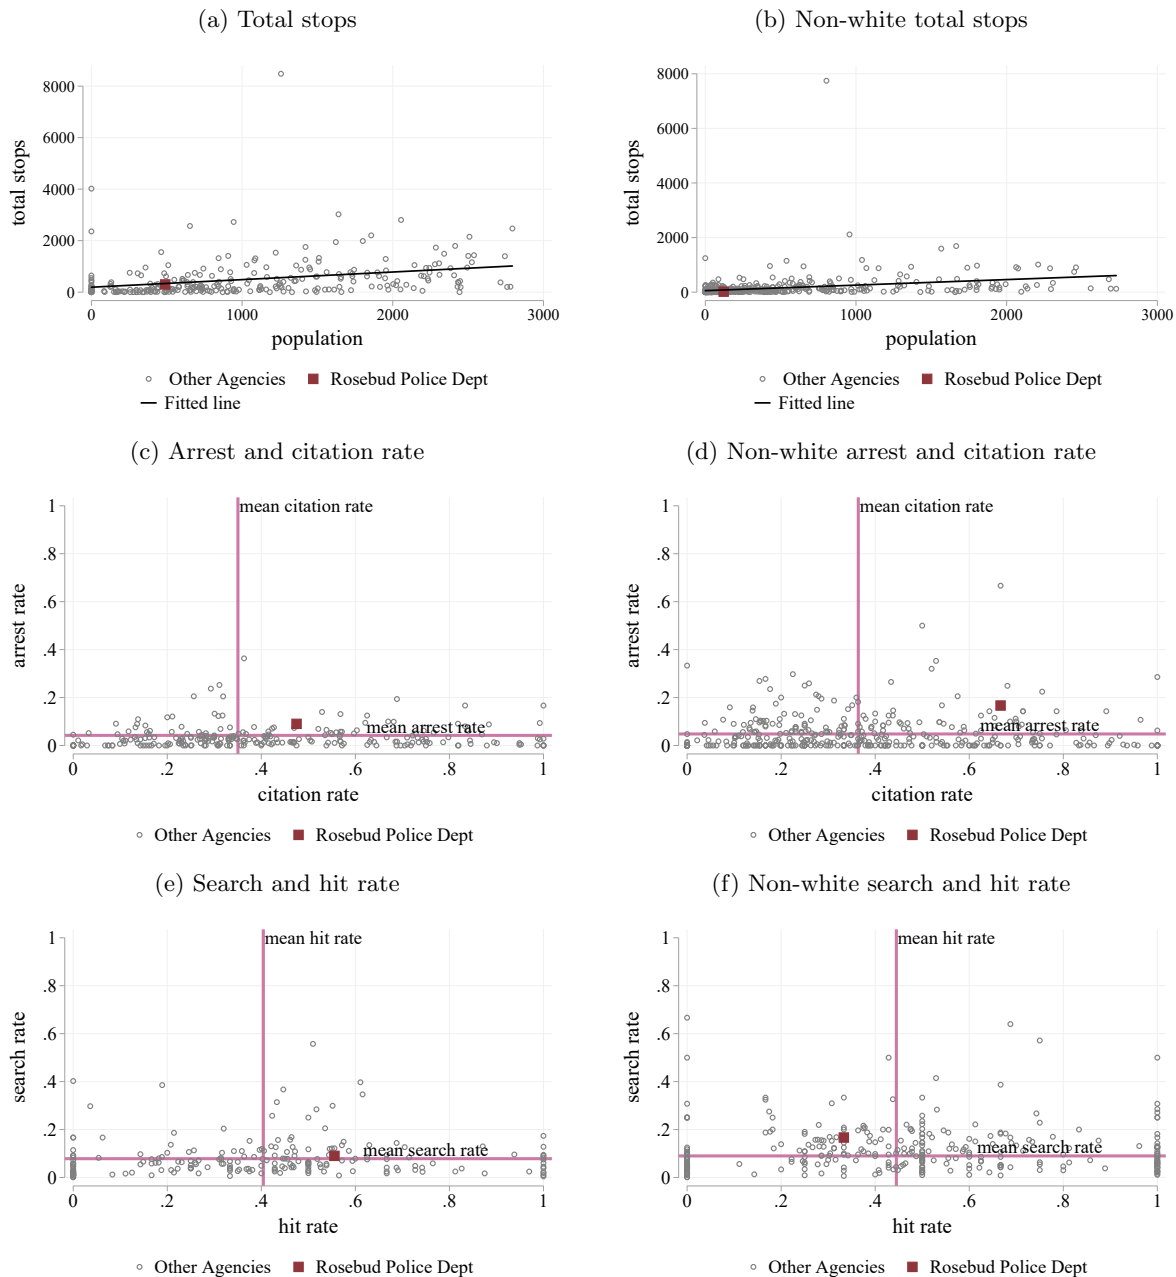 (a) Total stops
(b) Non-white total stops
total stops
8000
6000
4000
2000
0
0 1000 2000 3000
population
Other Agencies Rosebud Police Dept
Fitted line
total stops
8000
6000
4000
2000
0
0 1000 2000 3000
population
Other Agencies Rosebud Police Dept
Fitted line
(c) Arrest and citation rate
(d) Non-white arrest and citation rate
arrest rate
1
.8
.6
.4
.2
0
mean citation rate
mean arrest rate
0 .2 .4 .6 .8 1
citation rate
Other Agencies Rosebud Police Dept
arrest rate
1
.8
.6
.4
.2
0
mean citation rate
mean arrest rate
0 .2 .4 .6 .8 1
citation rate
Other Agencies Rosebud Police Dept
(e) Search and hit rate
(f) Non-white search and hit rate
search rate
1
.8
.6
.4
.2
0
mean hit rate
mean search rate
0 .2 .4 .6 .8 1
hit rate
Other Agencies Rosebud Police Dept
search rate
1
.8
.6
.4
.2
0
mean hit rate
mean search rate
0 .2 .4 .6 .8 1
hit rate
Other Agencies Rosebud Police Dept